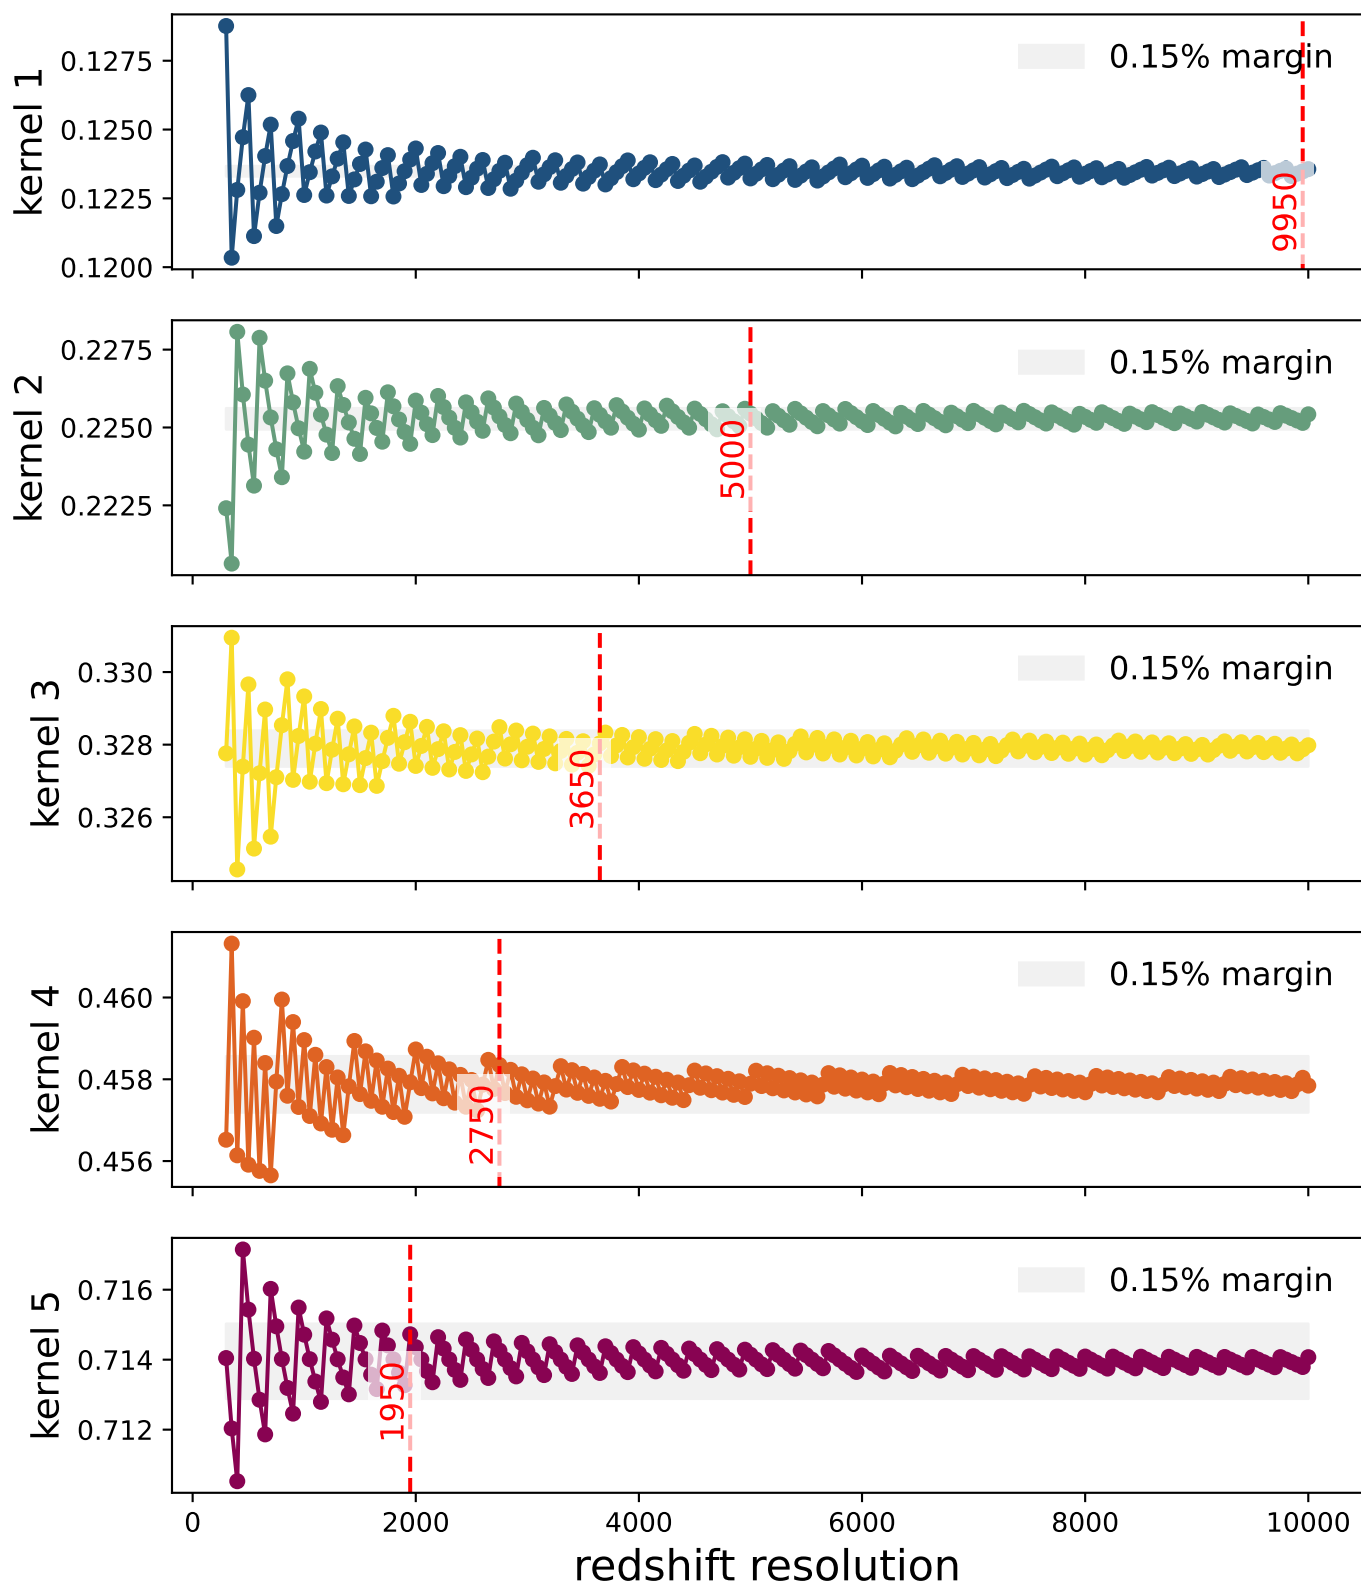 kernel 1
0.1275
0.1250
0.1225
0.1200
0.15% margin
9950
kernel 2
0.2275
0.2250
0.2225
0.15% margin
5000
kernel 3
0.330
0.328
0.326
0.15% margin
3650
kernel 4
0.460
0.458
0.456
0.15% margin
2750
kernel 5
0.716
0.714
0.712
0.15% margin
1950
0 2000 4000 6000 8000 10000
redshift resolution